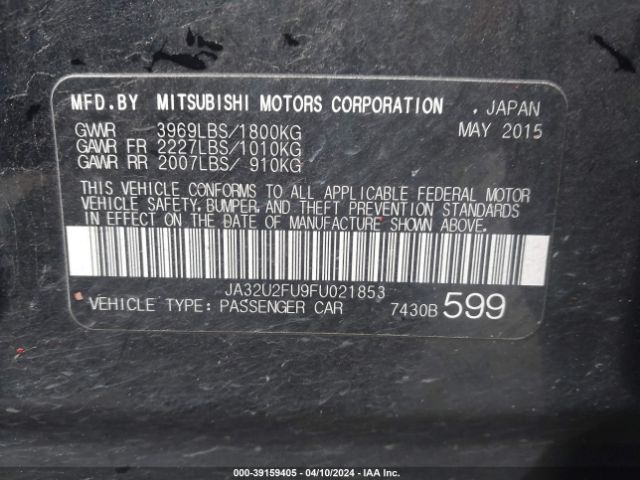 MFD.BY MITSUBISHI MOTORS CORPORATION . JAPAN
GVWR 3969LBS/1800KG MAY 2015
GAWR FR 2227LBS/1010KG
GAWR RR 2007LBS/ 910KG
THIS VEHICLE CONFORMS TO ALL APPLICABLE FEDERAL MOTOR
VEHICLE SAFETY, BUMPER, AND THEFT PREVENTION STANDARDS
IN EFFECT ON THE DATE OF MANUFACTURE SHOWN ABOVE.
JA32U2FU9FU021853
VEHICLE TYPE: PASSENGER CAR 7430B 599
000-39159405 - 04/10/2024 - IAA Inc.